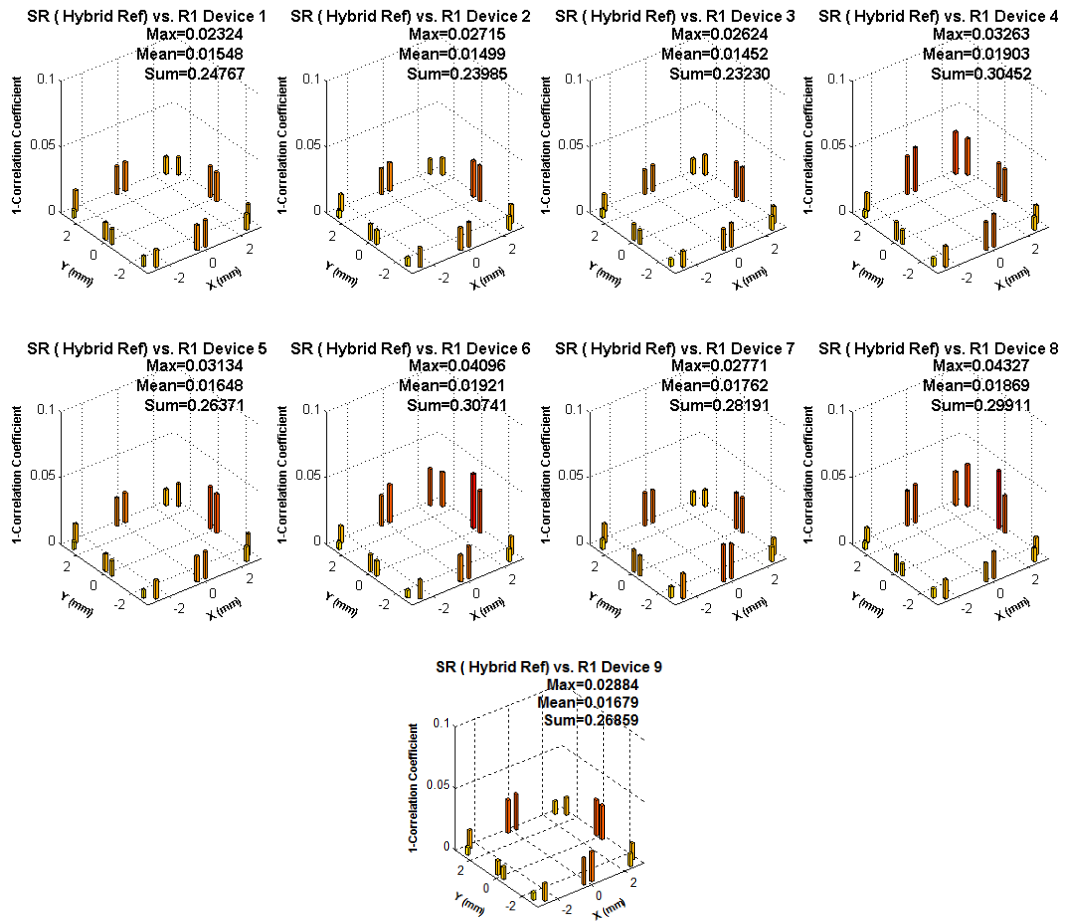 SR ( Hybrid Ref) vs. R1 Device 1
Max=0.02324
Mean=0.01548
Sum=0.24767
1-Correlation Coefficient
0.1
0.05
0
2
0
-2
Y (mm)
-2
0
2
X (mm)
SR ( Hybrid Ref) vs. R1 Device 2
Max=0.02715
Mean=0.01499
Sum=0.23985
1-Correlation Coefficient
0.1
0.05
0
2
0
-2
Y (mm)
-2
0
2
X (mm)
SR ( Hybrid Ref) vs. R1 Device 3
Max=0.02624
Mean=0.01452
Sum=0.23230
1-Correlation Coefficient
0.1
0.05
0
2
0
-2
Y (mm)
-2
0
2
X (mm)
SR ( Hybrid Ref) vs. R1 Device 4
Max=0.03263
Mean=0.01903
Sum=0.30452
1-Correlation Coefficient
0.1
0.05
0
2
0
-2
Y (mm)
-2
0
2
X (mm)
SR ( Hybrid Ref) vs. R1 Device 5
Max=0.03134
Mean=0.01648
Sum=0.26371
1-Correlation Coefficient
0.1
0.05
0
2
0
-2
Y (mm)
-2
0
2
X (mm)
SR ( Hybrid Ref) vs. R1 Device 6
Max=0.04096
Mean=0.01921
Sum=0.30741
1-Correlation Coefficient
0.1
0.05
0
2
0
-2
Y (mm)
-2
0
2
X (mm)
SR ( Hybrid Ref) vs. R1 Device 7
Max=0.02771
Mean=0.01762
Sum=0.28191
1-Correlation Coefficient
0.1
0.05
0
2
0
-2
Y (mm)
-2
0
2
X (mm)
SR ( Hybrid Ref) vs. R1 Device 8
Max=0.04327
Mean=0.01869
Sum=0.29911
1-Correlation Coefficient
0.1
0.05
0
2
0
-2
Y (mm)
-2
0
2
X (mm)
SR ( Hybrid Ref) vs. R1 Device 9
Max=0.02884
Mean=0.01679
Sum=0.26859
1-Correlation Coefficient
0.1
0.05
0
2
0
-2
Y (mm)
-2
0
2
X (mm)